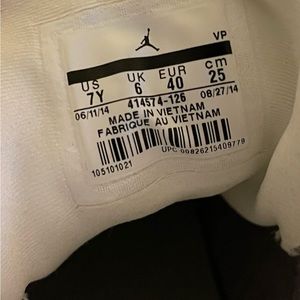 VP
US UK EUR cm
7Y 6 40 25
06/11/14 414574-126 08/27/14
MADE IN VIETNAM
FABRIQUE AU VIETNAM
105101021
UPC 00826215409779